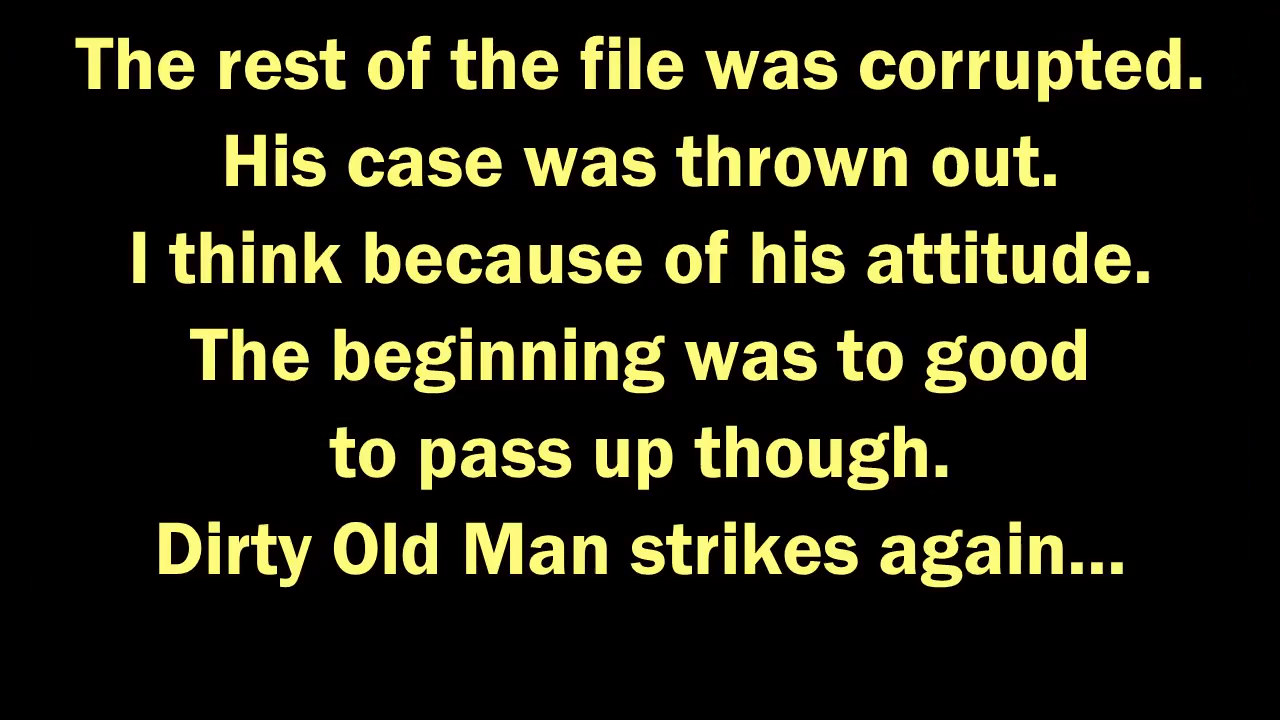 The rest of the file was corrupted.
His case was thrown out.
I think because of his attitude.
The beginning was to good
to pass up though.
Dirty Old Man strikes again...